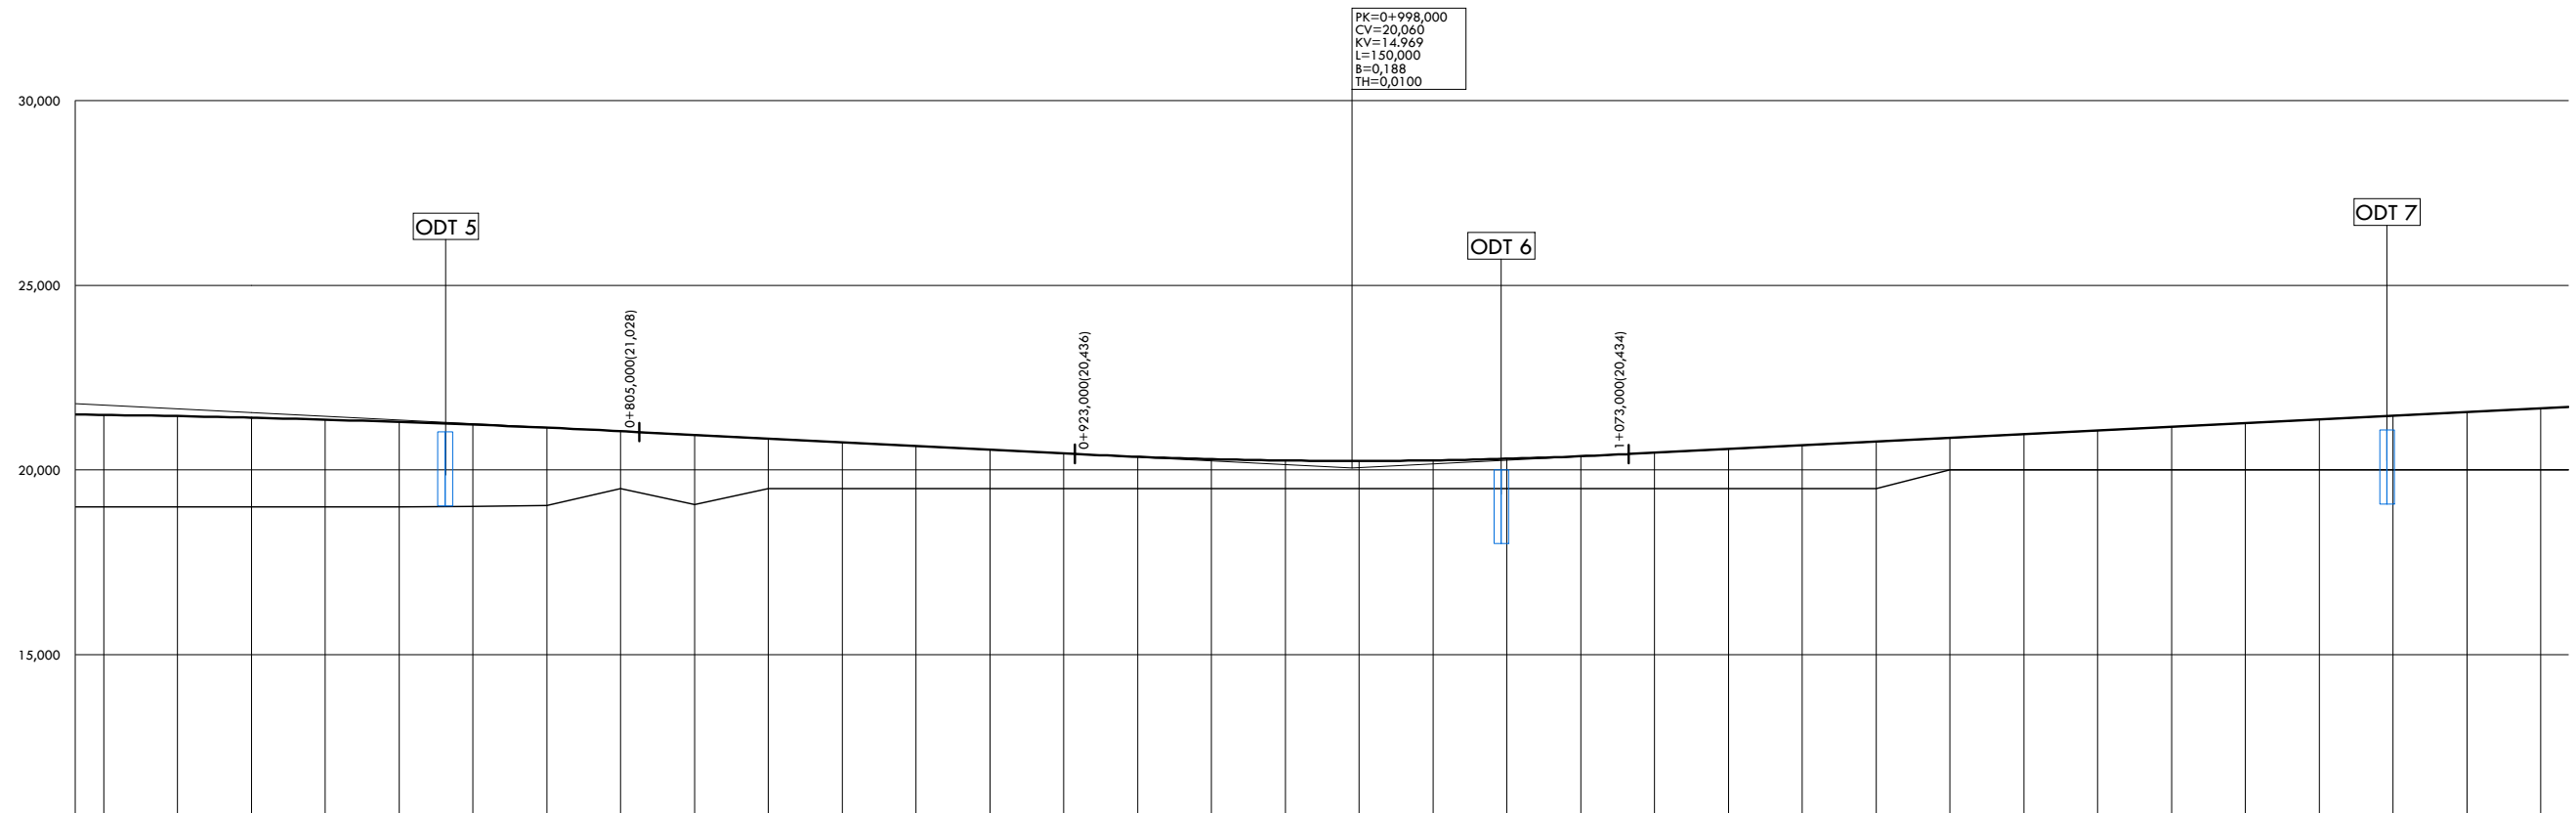 PK=0+998,000
CV=20,060
KV=14.969
L=150,000
B=0,188
TH=0,0100
30,000
ODT 5
ODT 6
ODT 7
25,000
0+805,000(21,028)
0+923,000(20,436)
1+073,000(20,434)
20,000
15,000